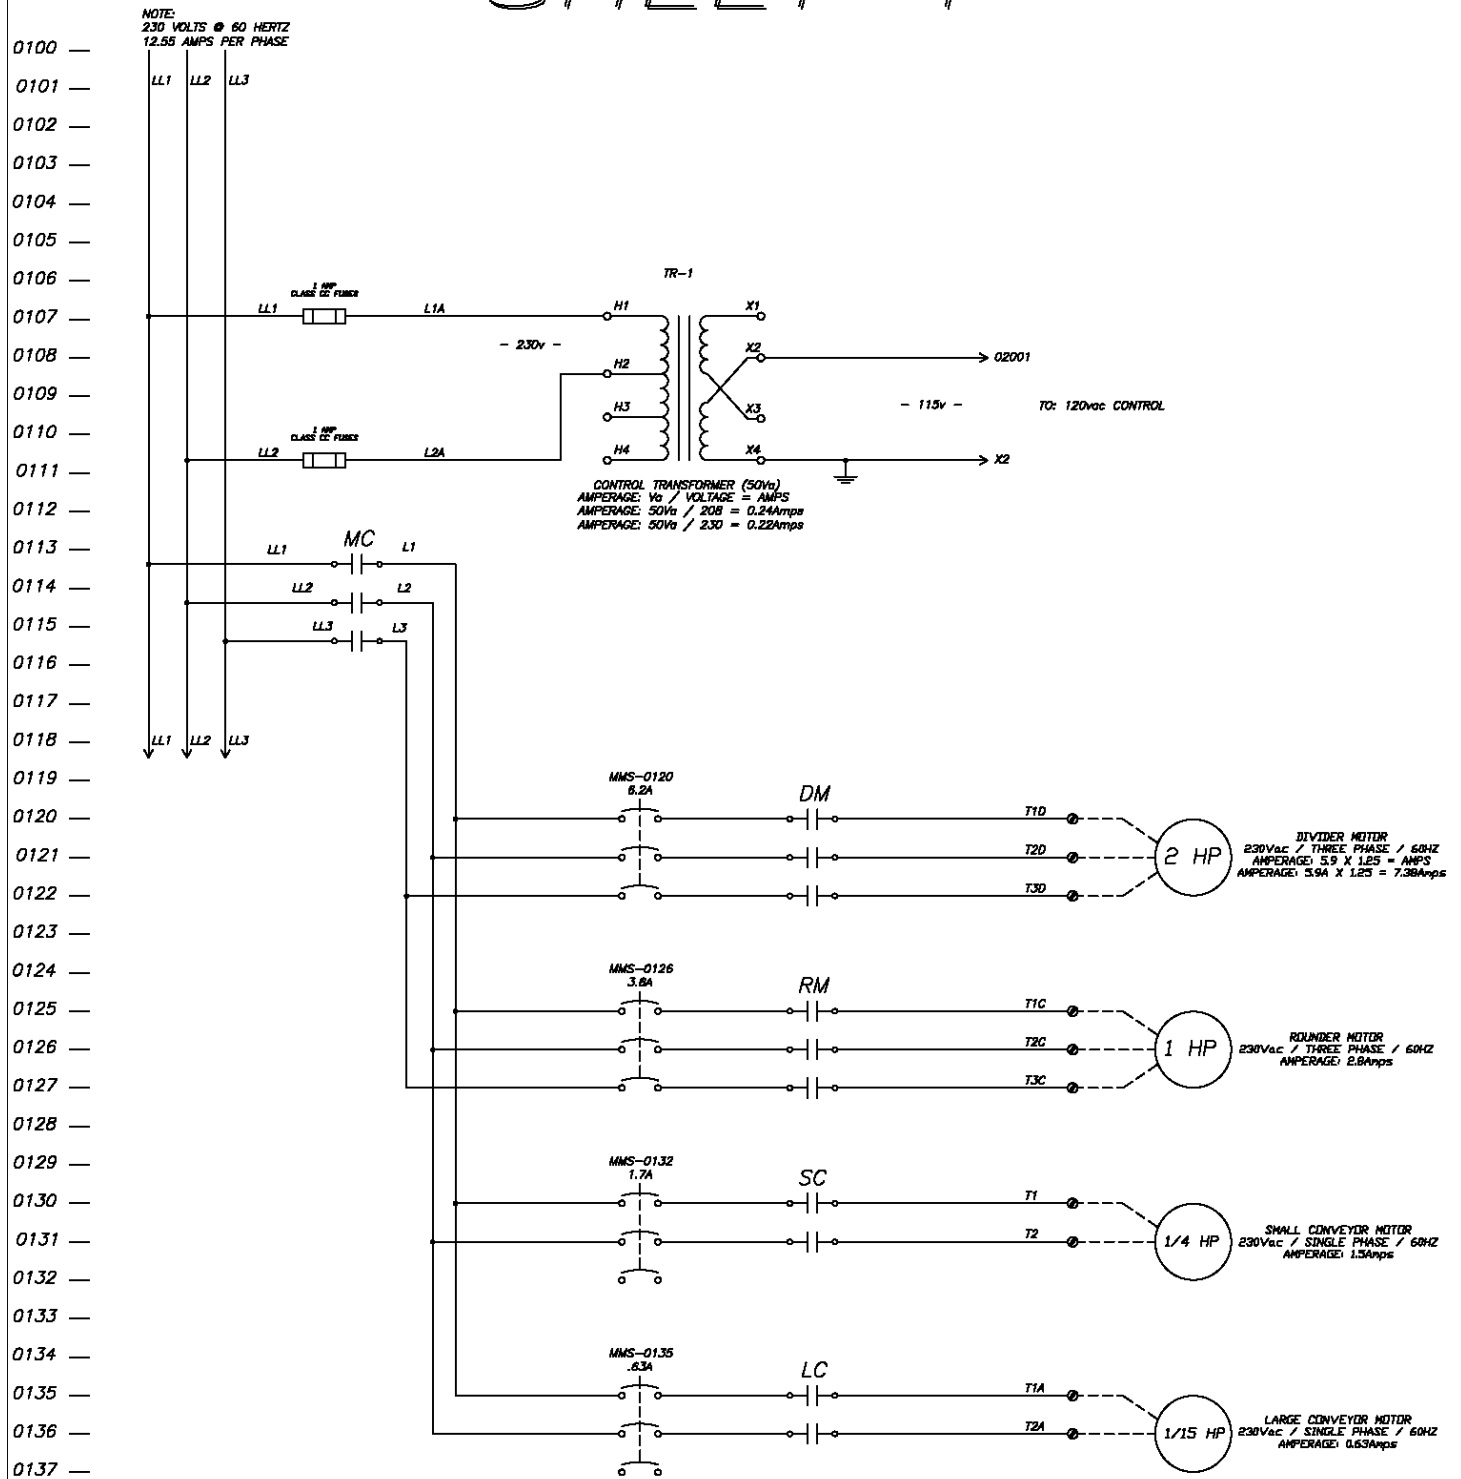 NOTE:
230 VOLTS @ 60 HERTZ
12.55 AMPS PER PHASE
0100
LL1 LL2 LL3
0101
0102
0103
0104
0105
0106
TR-1
1 AMP
CLASS CC FUSES
LL1 L1A H1 X1
0107
- 230v -
H2 X2
0108
02001
0109
H3 X3
- 115v -
TO: 120vac CONTROL
0110
1 AMP
CLASS CC FUSES
LL2 L2A H4 X4
0111
X2
CONTROL TRANSFORMER (50Va)
AMPERAGE: Va / VOLTAGE = AMPS
AMPERAGE: 50Va / 208 = 0.24Amps
AMPERAGE: 50Va / 230 = 0.22Amps
0112
0113
LL1 MC L1
0114
LL2 L2
0115
LL3 L3
0116
0117
0118
LL1 LL2 LL3
0119
MMS-0120
6.2A
DM
0120
T1D
0121
T2D
2 HP
DIVIDER MOTOR
230Vac / THREE PHASE / 60HZ
AMPERAGE: 5.9 X 1.25 = AMPS
AMPERAGE: 5.9A X 1.25 = 7.38Amps
0122
T3D
0123
0124
MMS-0126
RM
0125
T1C
0126
T2C
1 HP
ROUNDER MOTOR
230Vac / THREE PHASE / 60HZ
AMPERAGE: 2.8Amps
0127
T3C
0128
0129
MMS-0132
1.7A
SC
0130
T1
0131
T2
1/4 HP
SMALL CONVEYOR MOTOR
230Vac / SINGLE PHASE / 60HZ
AMPERAGE: 1.5Amps
0132
0133
0134
MMS-0135
.63A
LC
0135
T1A
0136
T2A
1/15 HP
LARGE CONVEYOR MOTOR
230Vac / SINGLE PHASE / 60HZ
AMPERAGE: 0.63Amps
0137